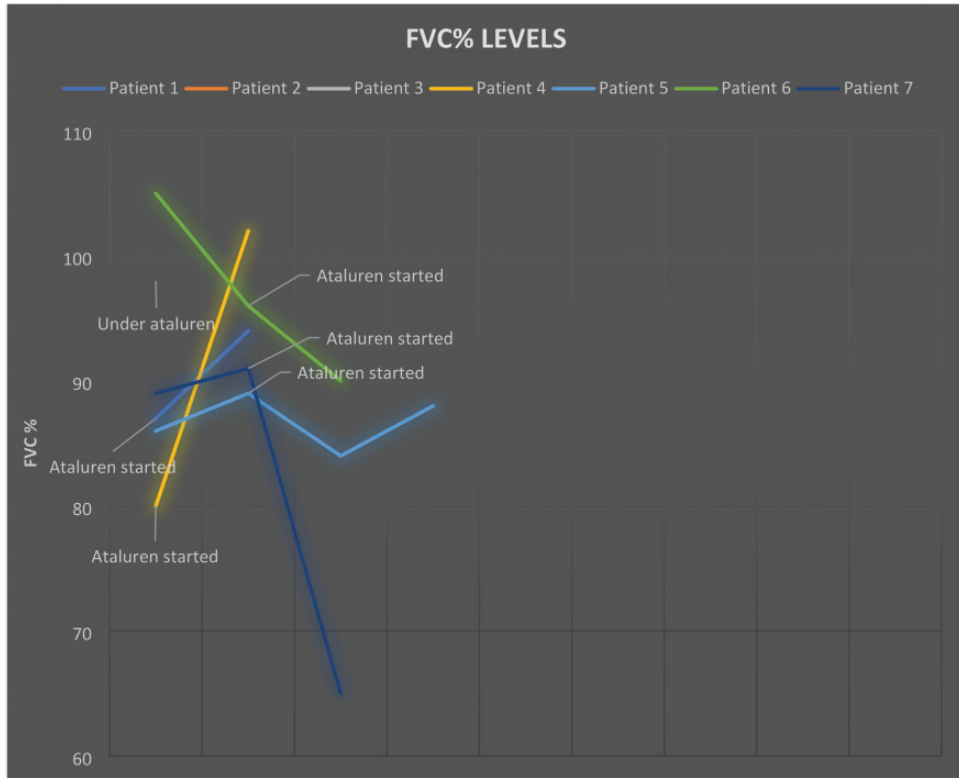 FVC% LEVELS
Patient 1 Patient 2 Patient 3 Patient 4 Patient 5 Patient 6 Patient 7
110
100
Ataluren started
Under ataluren
Ataluren started
90
Ataluren started
FVC %
Ataluren started
80
Ataluren started
70
60